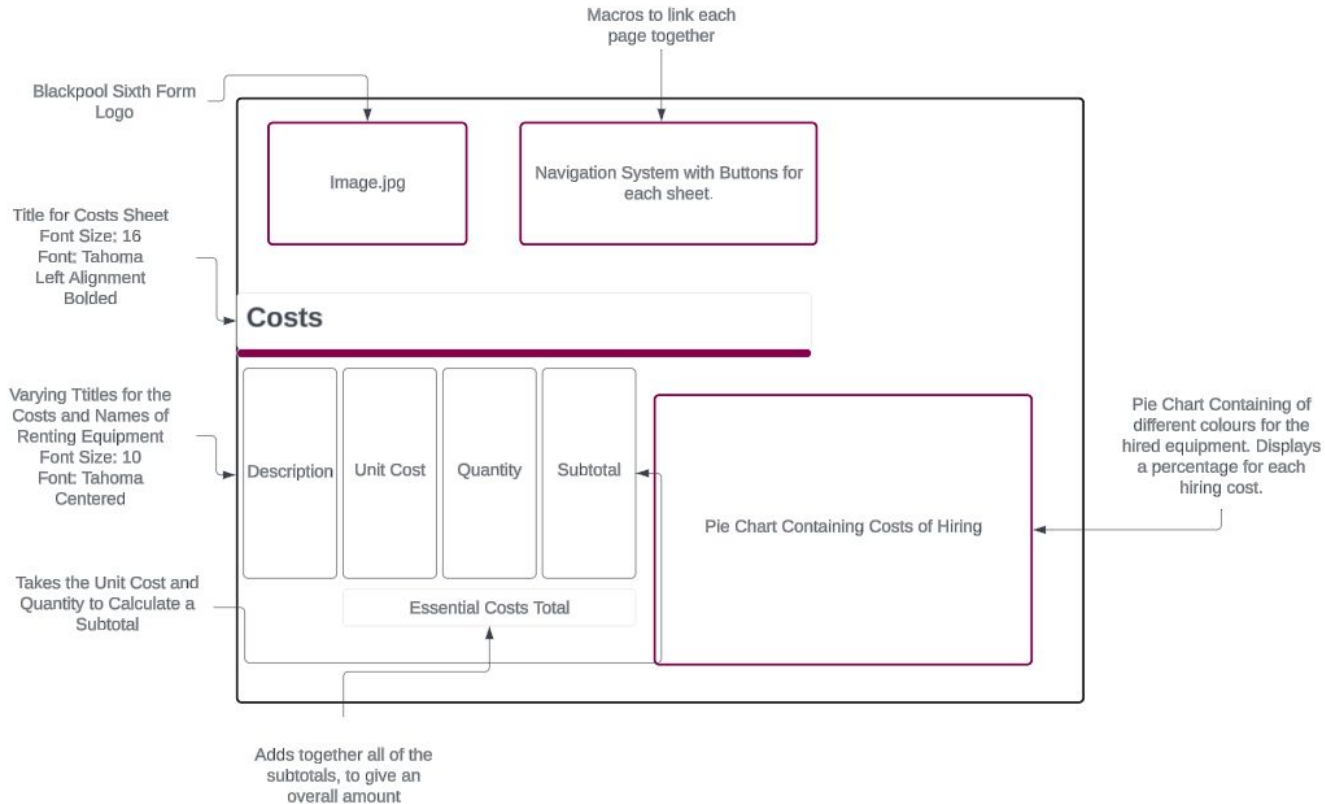 Macros to link each
page together
Blackpool Sixth Form
Logo
Image.jpg
Navigation System with Buttons for
each sheet.
Title for Costs Sheet
Font Size: 16
Font: Tahoma
Left Alignment
Bolded
Costs
Varying Ttitles for the
Costs and Names of
Renting Equipment
Font Size: 10
Font: Tahoma
Centered
Description
Unit Cost
Quantity
Subtotal
Pie Chart Containing Costs of Hiring
Pie Chart Containing of
different colours for the
hired equipment. Displays
a percentage for each
hiring cost.
Takes the Unit Cost and
Quantity to Calculate a
Subtotal
Essential Costs Total
Adds together all of the
subtotals, to give an
overall amount